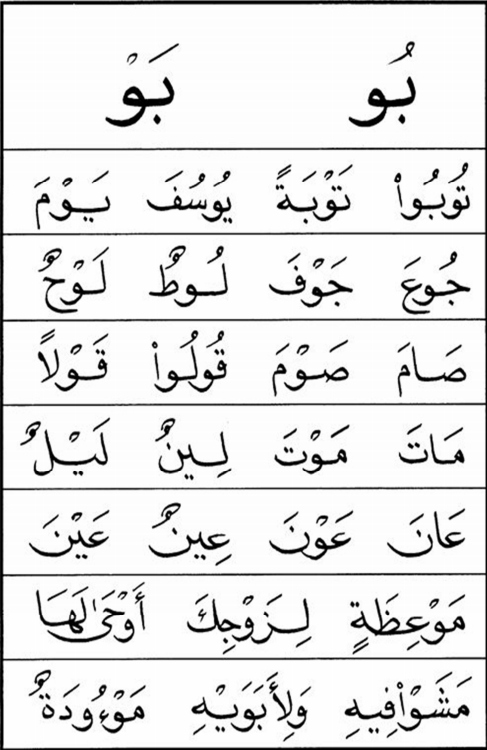 بُو بَوْ
تُوبُواْ تَوْبَةً يُوسُفَ يَوْمَ
جُوعَ جَوْفَ لُوطٌ لَوْحٌ
صَامَ صَوْمَ قُولُواْ قَوْلاً
مَاتَ مَوْتَ لِينٌ لَيْلٌ
عَانَ عَوْنَ عِينٌ عَيْنَ
مَوْعِظَةٍ لِزَوْجِكَ أَوْحَىٰ لَهَا
مَشَوْاْ فِيهِ وَلِأَبَوَيْهِ مَوْءُودَةٌ